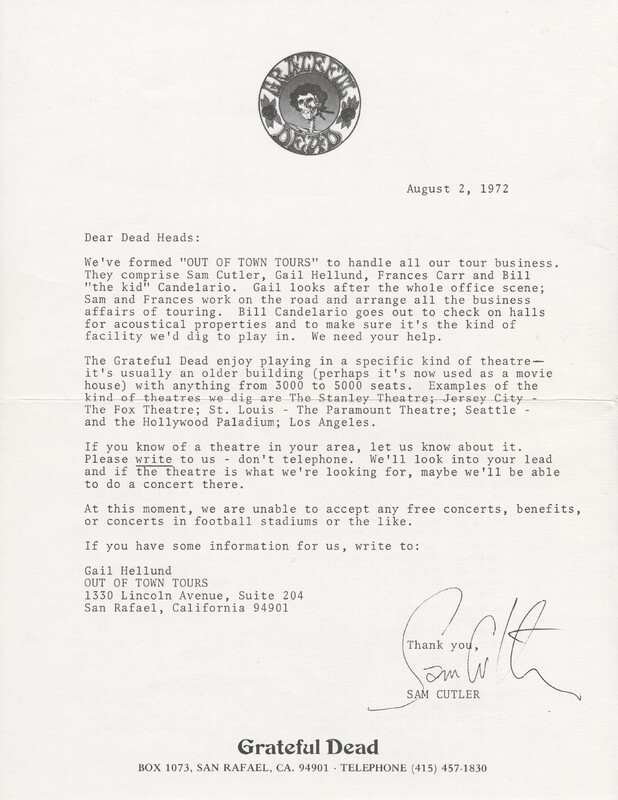 GRATEFUL
DEAD
August 2, 1972
Dear Dead Heads:
We've formed "OUT OF TOWN TOURS" to handle all our tour business.
They comprise Sam Cutler, Gail Hellund, Frances Carr and Bill
"the kid" Candelario.  Gail looks after the whole office scene;
Sam and Frances work on the road and arrange all the business
affairs of touring.  Bill Candelario goes out to check on halls
for acoustical properties and to make sure it's the kind of
facility we'd dig to play in.  We need your help.
The Grateful Dead enjoy playing in a specific kind of theatre—
it's usually an older building (perhaps it's now used as a movie
house) with anything from 3000 to 5000 seats.  Examples of the
kind of theatres we dig are The Stanley Theatre; Jersey City -
The Fox Theatre; St. Louis - The Paramount Theatre; Seattle -
and the Hollywood Paladium; Los Angeles.
If you know of a theatre in your area, let us know about it.
Please write to us - don't telephone.  We'll look into your lead
and if the theatre is what we're looking for, maybe we'll be able
to do a concert there.
At this moment, we are unable to accept any free concerts, benefits,
or concerts in football stadiums or the like.
If you have some information for us, write to:
Gail Hellund
OUT OF TOWN TOURS
1330 Lincoln Avenue, Suite 204
San Rafael, California 94901
Thank you,
Sam Cutler
SAM CUTLER
Grateful Dead
BOX 1073, SAN RAFAEL, CA. 94901 · TELEPHONE (415) 457-1830